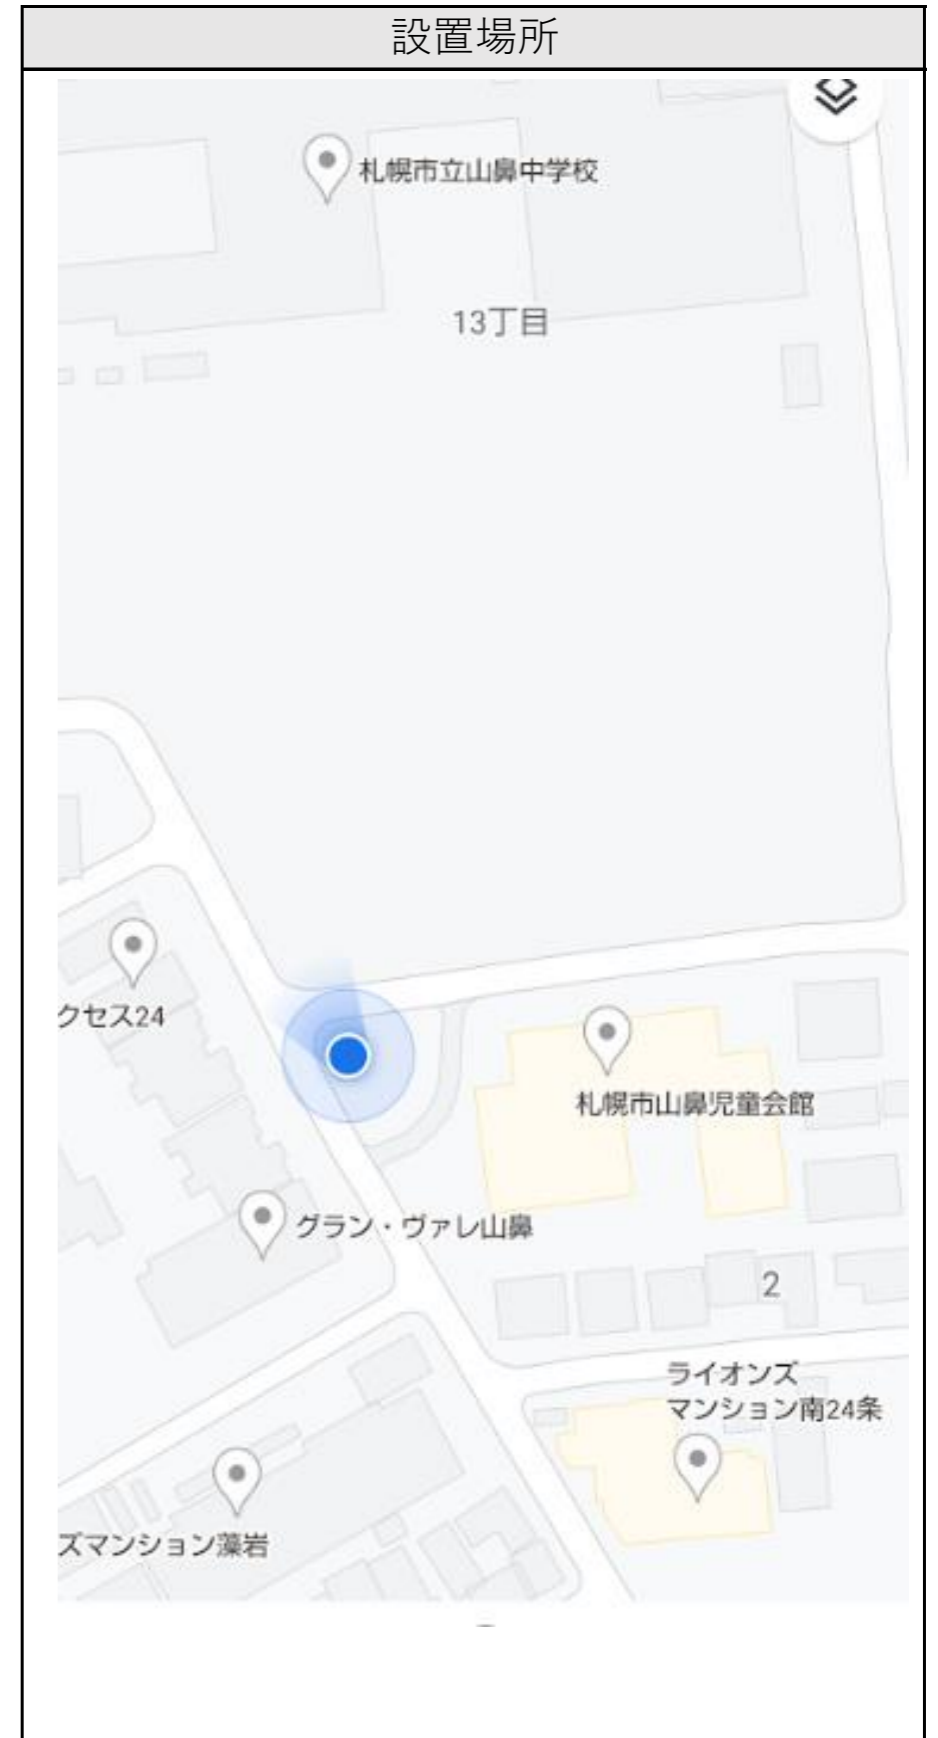 設置場所
札幌市立山鼻中学校
13丁目
クセス24
札幌市山鼻児童会館
グラン・ヴァレ山鼻
2
ライオンズ
マンション南24条
ズマンション藻岩